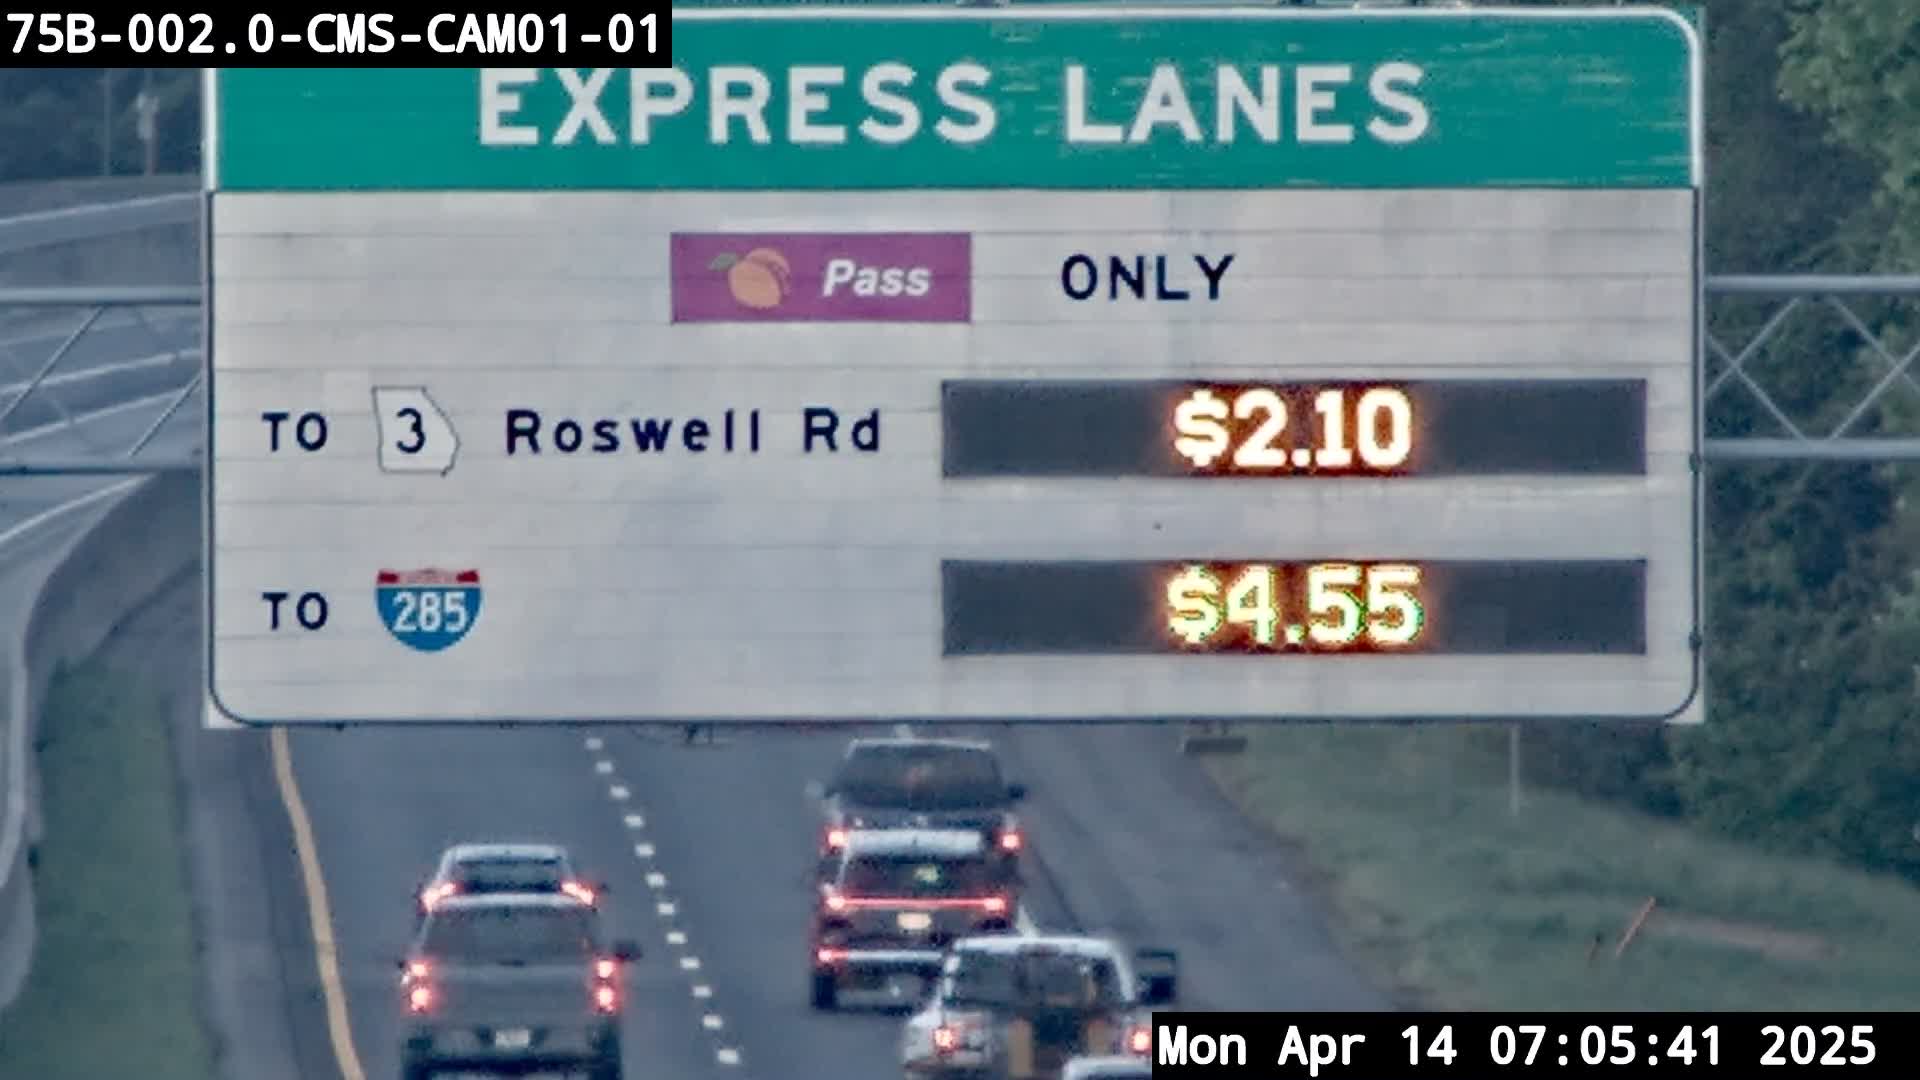 75B-002.0-CMS-CAM01-01
EXPRESS LANES
Pass ONLY
TO 3 Roswell Rd $2.10
TO 285 $4.55
Mon Apr 14 07:05:41 2025